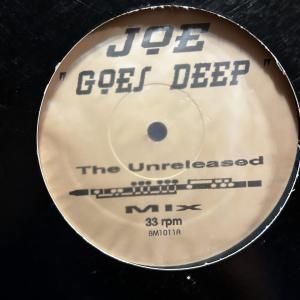 JOE
"GOES DEEP"
The Unreleased
Mix
33 rpm
BM1011A